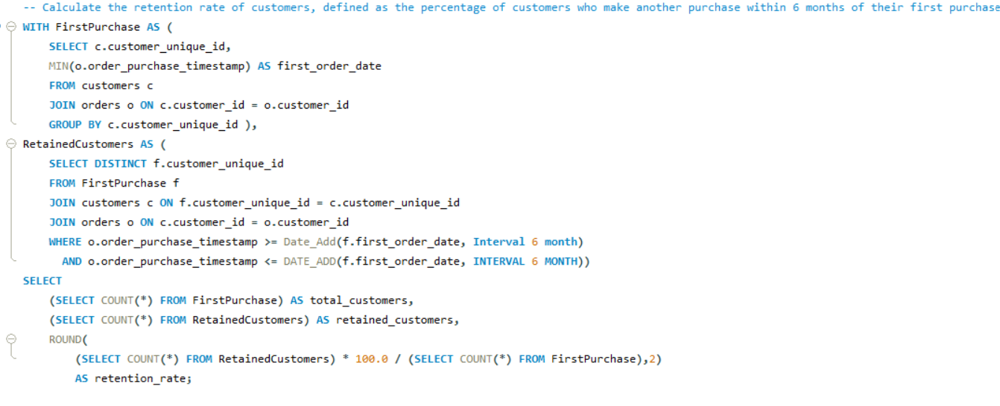 -- Calculate the retention rate of customers, defined as the percentage of customers who make another purchase within 6 months of their first purchase
WITH FirstPurchase AS (
    SELECT c.customer_unique_id,
    MIN(o.order_purchase_timestamp) AS first_order_date
    FROM customers c
    JOIN orders o ON c.customer_id = o.customer_id
    GROUP BY c.customer_unique_id ),
RetainedCustomers AS (
    SELECT DISTINCT f.customer_unique_id
    FROM FirstPurchase f
    JOIN customers c ON f.customer_unique_id = c.customer_unique_id
    JOIN orders o ON c.customer_id = o.customer_id
    WHERE o.order_purchase_timestamp >= Date_Add(f.first_order_date, Interval 6 month)
      AND o.order_purchase_timestamp <= DATE_ADD(f.first_order_date, INTERVAL 6 MONTH))
SELECT
    (SELECT COUNT(*) FROM FirstPurchase) AS total_customers,
    (SELECT COUNT(*) FROM RetainedCustomers) AS retained_customers,
    ROUND(
        (SELECT COUNT(*) FROM RetainedCustomers) * 100.0 / (SELECT COUNT(*) FROM FirstPurchase),2)
        AS retention_rate;